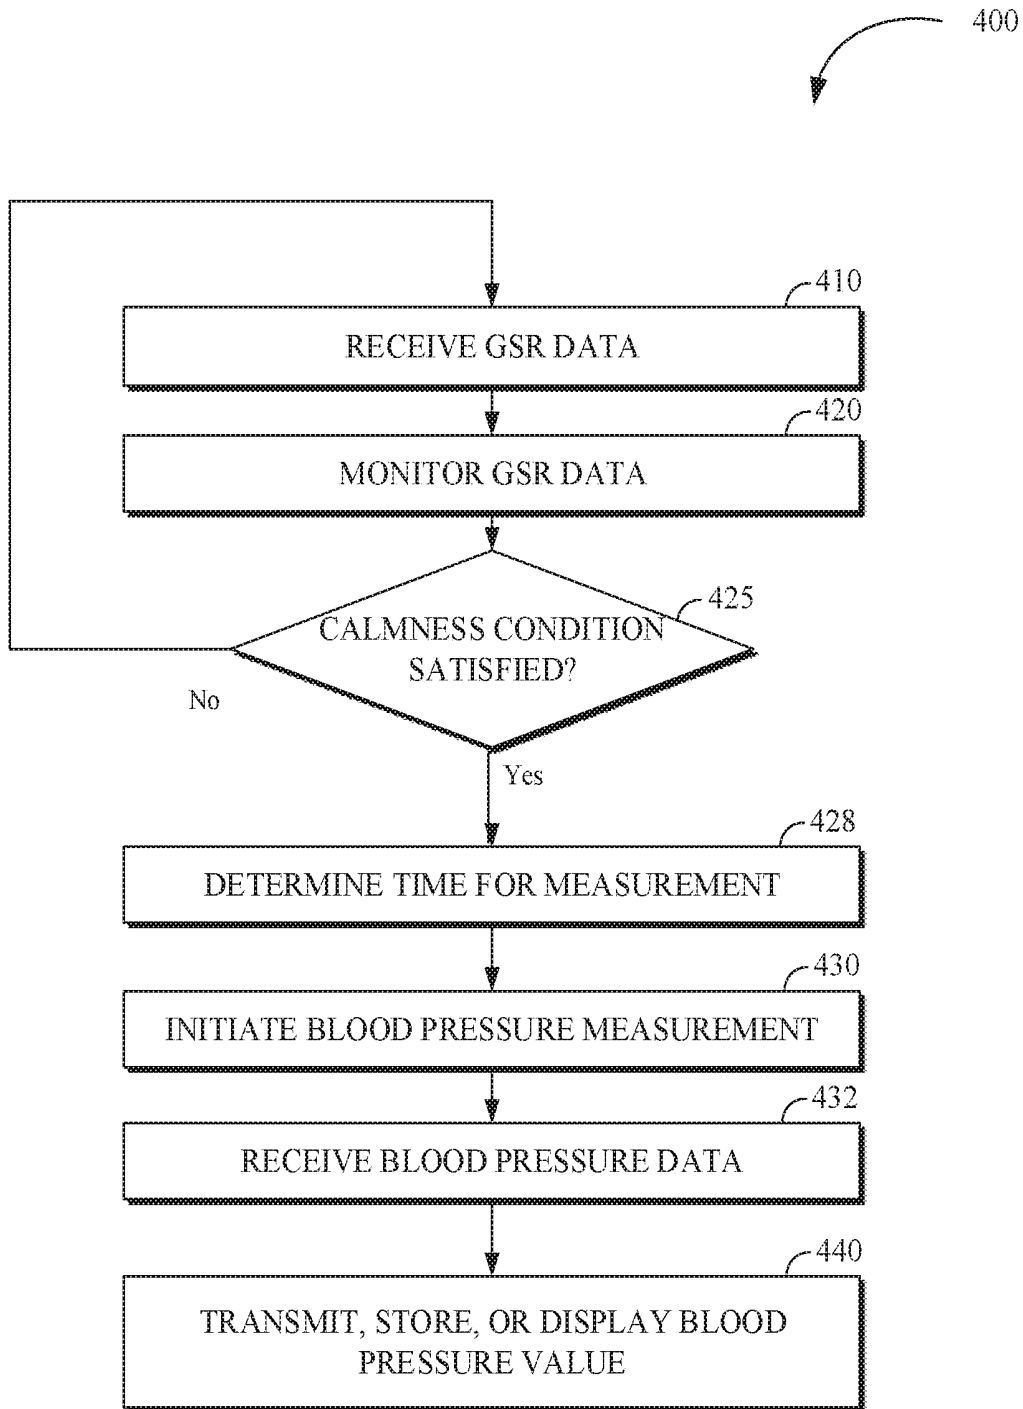 400
410
RECEIVE GSR DATA
420
MONITOR GSR DATA
425
CALMNESS CONDITION
SATISFIED?
No
Yes
428
DETERMINE TIME FOR MEASUREMENT
430
INITIATE BLOOD PRESSURE MEASUREMENT
432
RECEIVE BLOOD PRESSURE DATA
440
TRANSMIT, STORE, OR DISPLAY BLOOD
PRESSURE VALUE